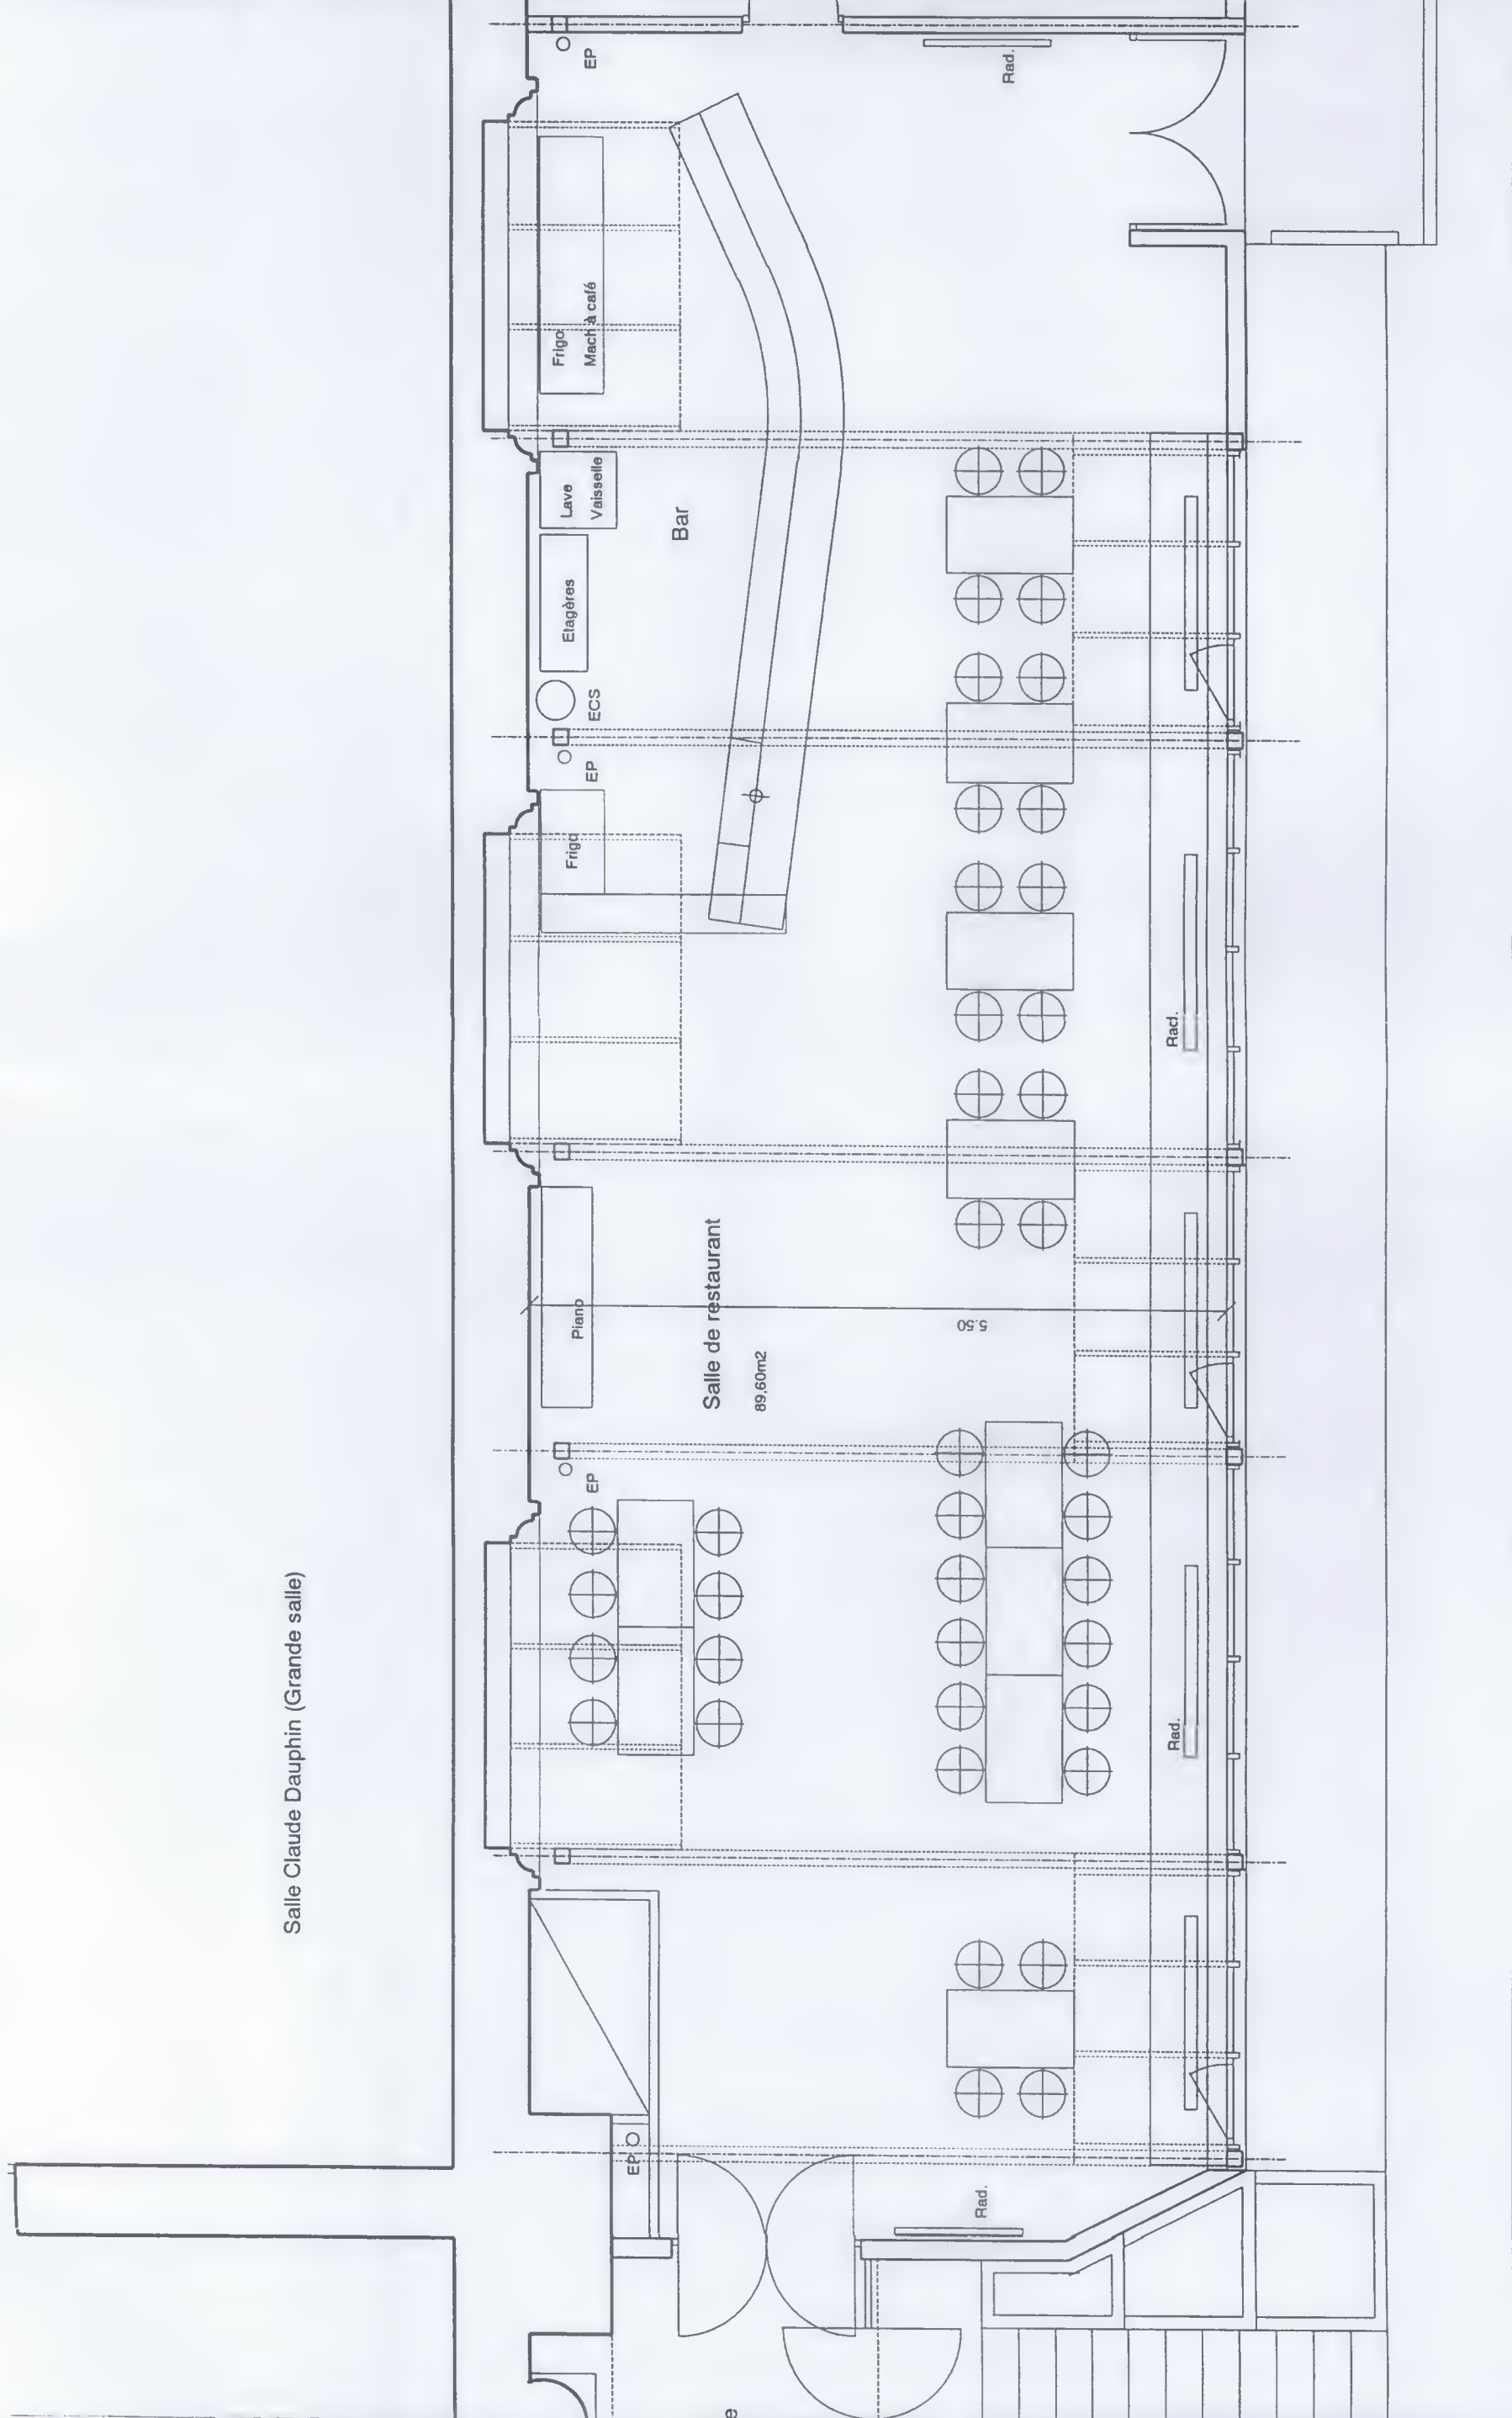 EP
Rad.
Frigo
Mach à café
Lave
Vaisselle
Bar
Etagères
ECS
EP
Frigo
Rad.
Salle de restaurant
89,60m2
Piano
5.50
EP
Salle Claude Dauphin (Grande salle)
Rad.
EP
Rad.
e